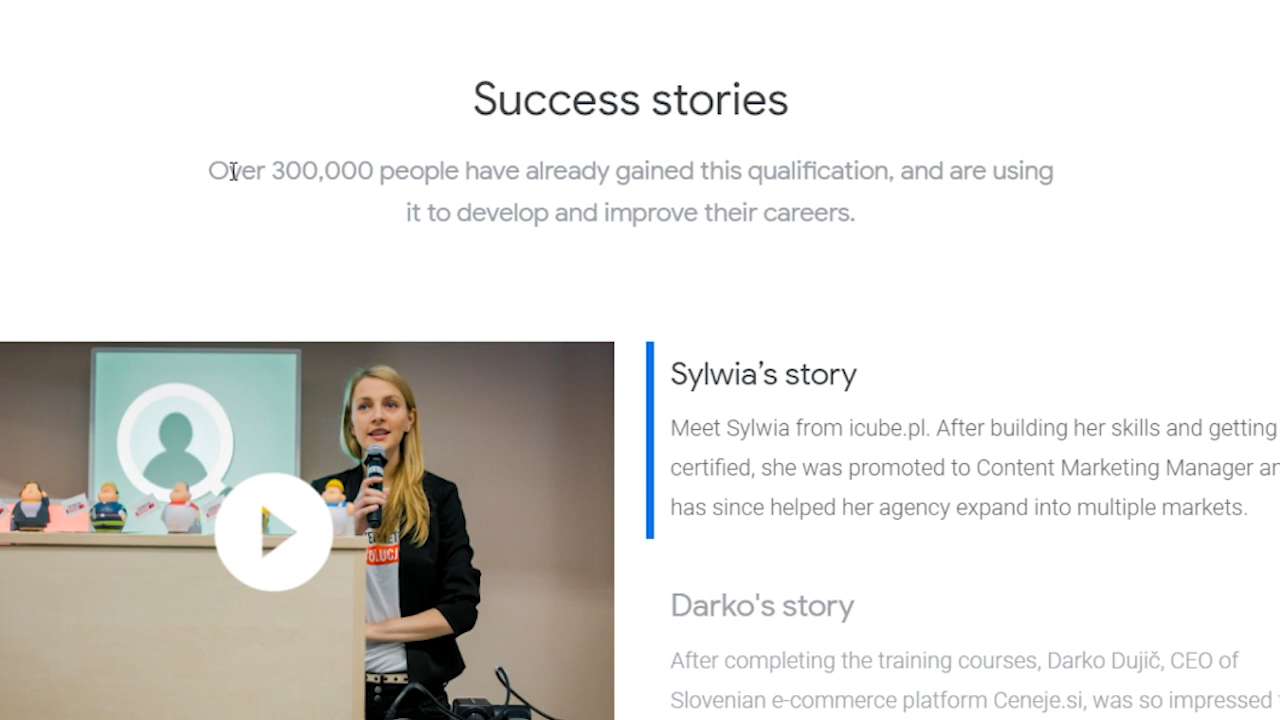 Success stories
Over 300,000 people have already gained this qualification, and are using
it to develop and improve their careers.
Sylwia’s story
Meet Sylwia from icube.pl. After building her skills and getting
certified, she was promoted to Content Marketing Manager
has since helped her agency expand into multiple markets.
Darko's story
After completing the training courses, Darko Dujič, CEO of
Slovenian e-commerce platform Ceneje.si, was so impressed